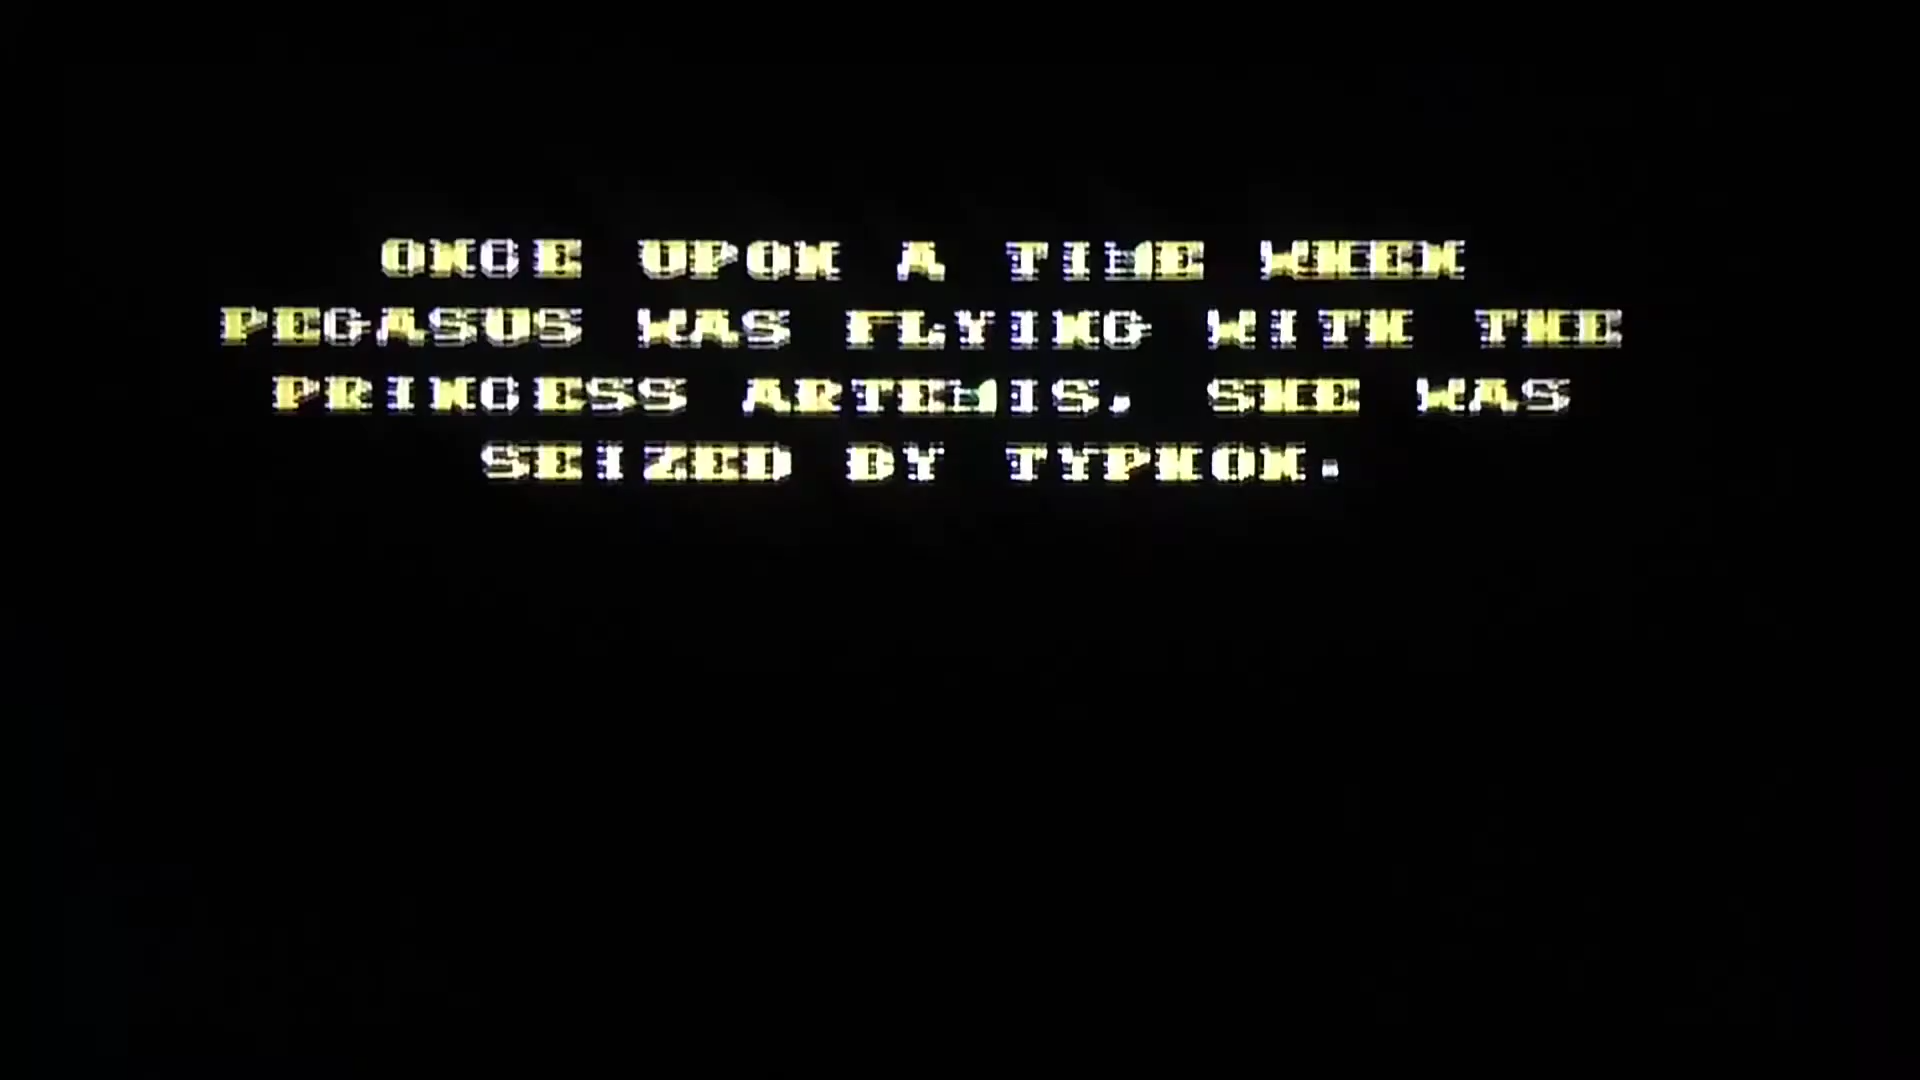 ONCE UPON A TIME WHEN
PEGASUS WAS FLYING WITH THE
PRINCESS ARTEMIS. SHE WAS
SEIZED BY TYPHON.